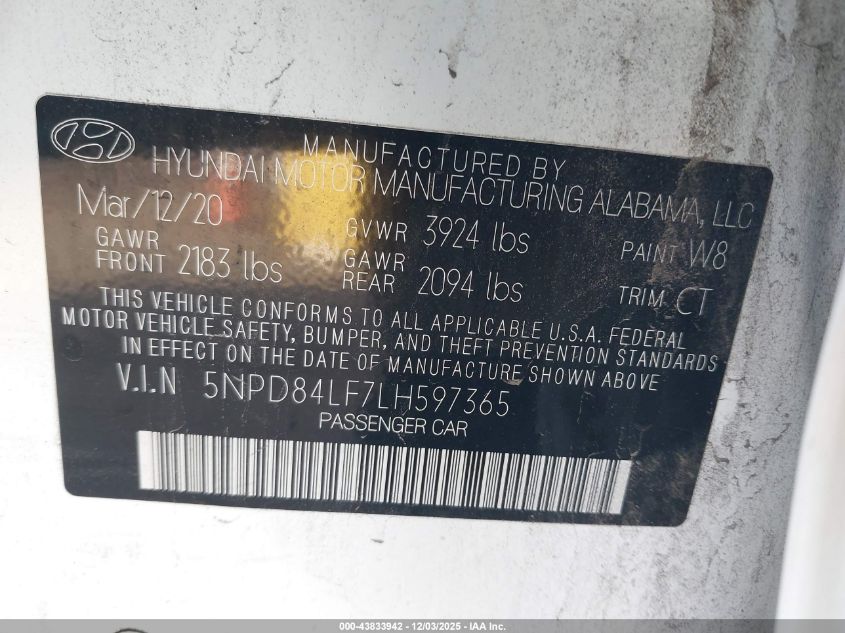 MANUFACTURED BY
HYUNDAI MOTOR MANUFACTURING ALABAMA, LLC
Mar/12/20 GVWR 3924 lbs PAINT W8
GAWR FRONT 2183 lbs GAWR REAR 2094 lbs TRIM CT
THIS VEHICLE CONFORMS TO ALL APPLICABLE U.S.A. FEDERAL
MOTOR VEHICLE SAFETY, BUMPER, AND THEFT PREVENTION STANDARDS
IN EFFECT ON THE DATE OF MANUFACTURE SHOWN ABOVE
V.I.N 5NPD84LF7LH597365
PASSENGER CAR
000-43833942 - 12/03/2025 - IAA Inc.